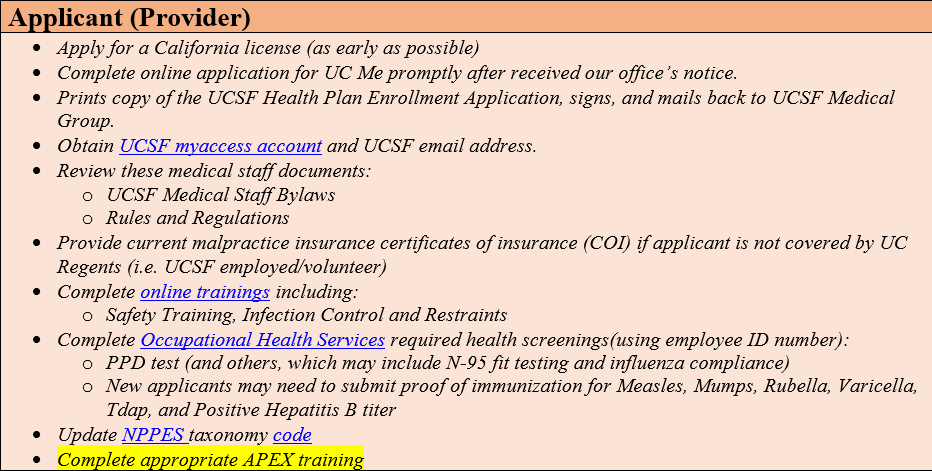 Applicant (Provider)
• Apply for a California license (as early as possible)
• Complete online application for UC Me promptly after received our office's notice.
• Prints copy of the UCSF Health Plan Enrollment Application, signs, and mails back to UCSF Medical
Group.
• Obtain UCSF myaccess account and UCSF email address.
• Review these medical staff documents:
o UCSF Medical Staff Bylaws
o Rules and Regulations
• Provide current malpractice insurance certificates of insurance (COI) if applicant is not covered by UC
Regents (i.e. UCSF employed/volunteer)
• Complete online trainings including:
o Safety Training, Infection Control and Restraints
• Complete Occupational Health Services required health screenings(using employee ID number):
o PPD test (and others, which may include N-95 fit testing and influenza compliance)
o New applicants may need to submit proof of immunization for Measles, Mumps, Rubella, Varicella,
Tdap, and Positive Hepatitis B titer
• Update NPPES taxonomy code
• Complete appropriate APEX training